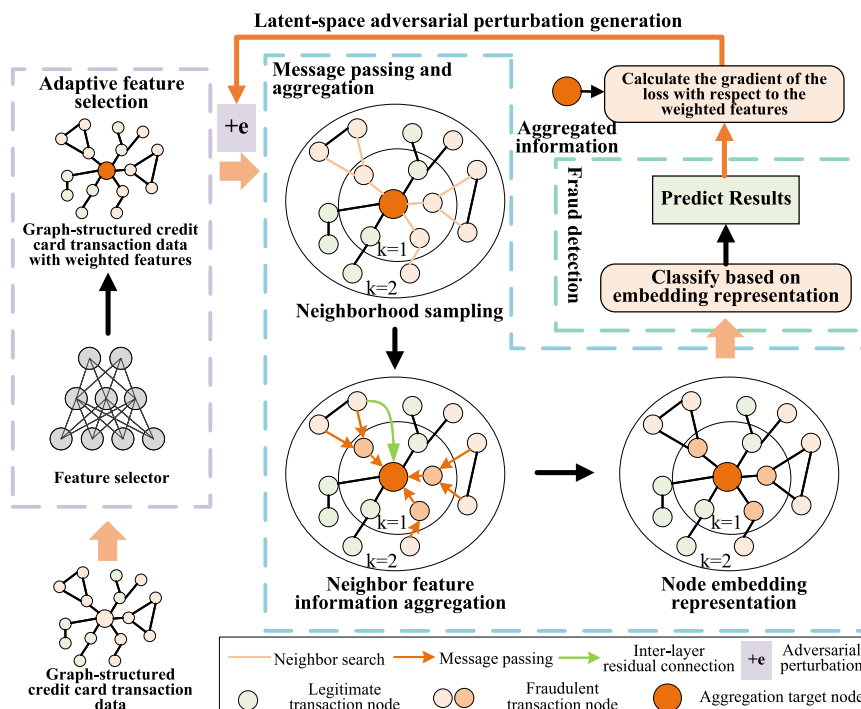 Latent-space adversarial perturbation generation
Adaptive feature
selection
Graph-structured credit
card transaction data
with weighted features
Feature selector
Graph-structured
credit card transaction
data
+e
Message passing and
aggregation
k=1
k=2
Neighborhood sampling
k=1
k=2
Neighbor feature
information aggregation
k=1
k=2
Node embedding
representation
Aggregated
information
Calculate the gradient of the
loss with respect to the
weighted features
Fraud detection
Predict Results
Classify based on
embedding representation
Neighbor search
Message passing
Inter-layer
residual connection
+e
Adversarial
perturbation
Legitimate
transaction node
Fraudulent
transaction node
Aggregation target node